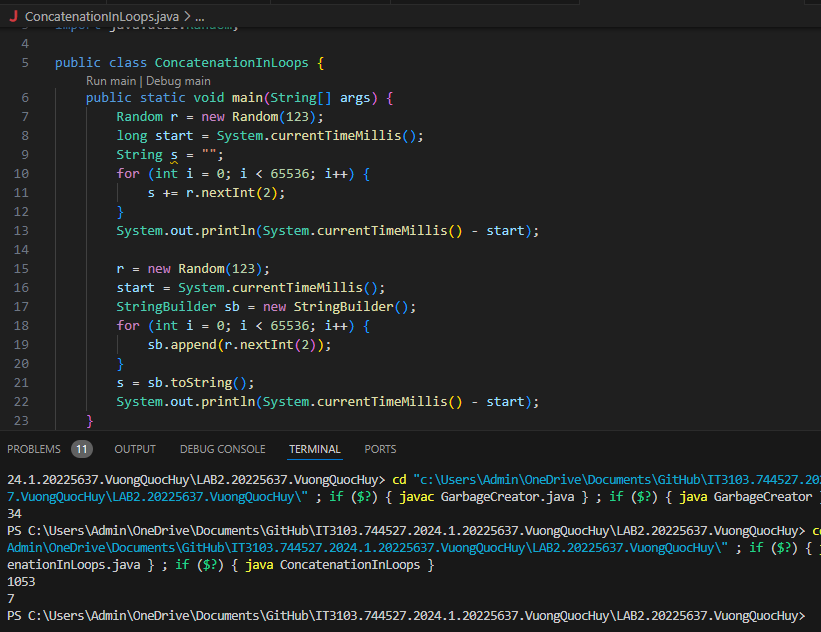 ConcatenationInLoops.java > ...
3 import java.util.Random;
4
5 public class ConcatenationInLoops {
Run main | Debug main
6 public static void main(String[] args) {
7 Random r = new Random(123);
8 long start = System.currentTimeMillis();
9 String s = "";
10 for (int i = 0; i < 65536; i++) {
11 s += r.nextInt(2);
12 }
13 System.out.println(System.currentTimeMillis() - start);
14
15 r = new Random(123);
16 start = System.currentTimeMillis();
17 StringBuilder sb = new StringBuilder();
18 for (int i = 0; i < 65536; i++) {
19 sb.append(r.nextInt(2));
20 }
21 s = sb.toString();
22 System.out.println(System.currentTimeMillis() - start);
23 }
PROBLEMS 11 OUTPUT DEBUG CONSOLE TERMINAL PORTS
24.1.20225637.VuongQuocHuy\LAB2.20225637.VuongQuocHuy> cd "c:\Users\Admin\OneDrive\Documents\GitHub\IT3103.744527.202
7.VuongQuocHuy\LAB2.20225637.VuongQuocHuy\" ; if ($?) { javac GarbageCreator.java } ; if ($?) { java GarbageCreator }
34
PS C:\Users\Admin\OneDrive\Documents\GitHub\IT3103.744527.2024.1.20225637.VuongQuocHuy\LAB2.20225637.VuongQuocHuy> cd
Admin\OneDrive\Documents\GitHub\IT3103.744527.2024.1.20225637.VuongQuocHuy\LAB2.20225637.VuongQuocHuy\" ; if ($?) { j
enationInLoops.java } ; if ($?) { java ConcatenationInLoops }
1053
7
PS C:\Users\Admin\OneDrive\Documents\GitHub\IT3103.744527.2024.1.20225637.VuongQuocHuy\LAB2.20225637.VuongQuocHuy>